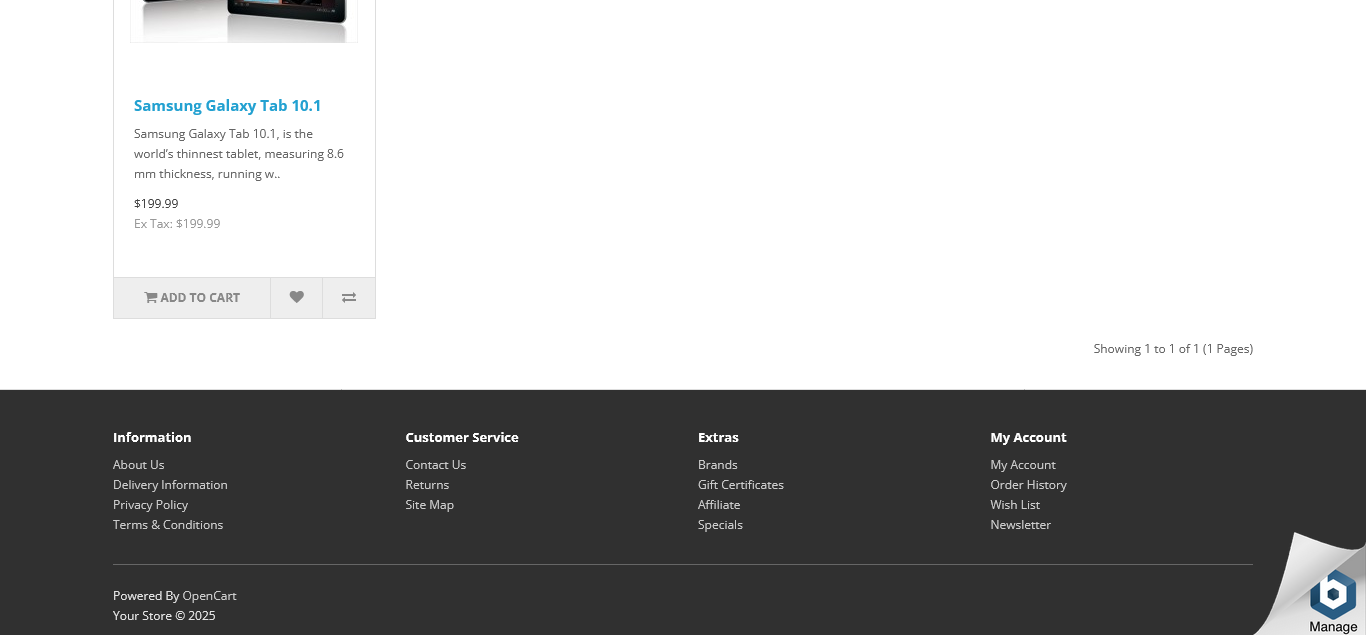 Samsung Galaxy Tab 10.1
Samsung Galaxy Tab 10.1, is the
world's thinnest tablet, measuring 8.6
mm thickness, running w..
$199.99
Ex Tax: $199.99
ADD TO CART
Showing 1 to 1 of 1 (1 Pages)
Information
About Us
Delivery Information
Privacy Policy
Terms & Conditions
Customer Service
Contact Us
Returns
Site Map
Extras
Brands
Gift Certificates
Affiliate
Specials
My Account
My Account
Order History
Wish List
Newsletter
Powered By OpenCart
Your Store © 2025
Manage